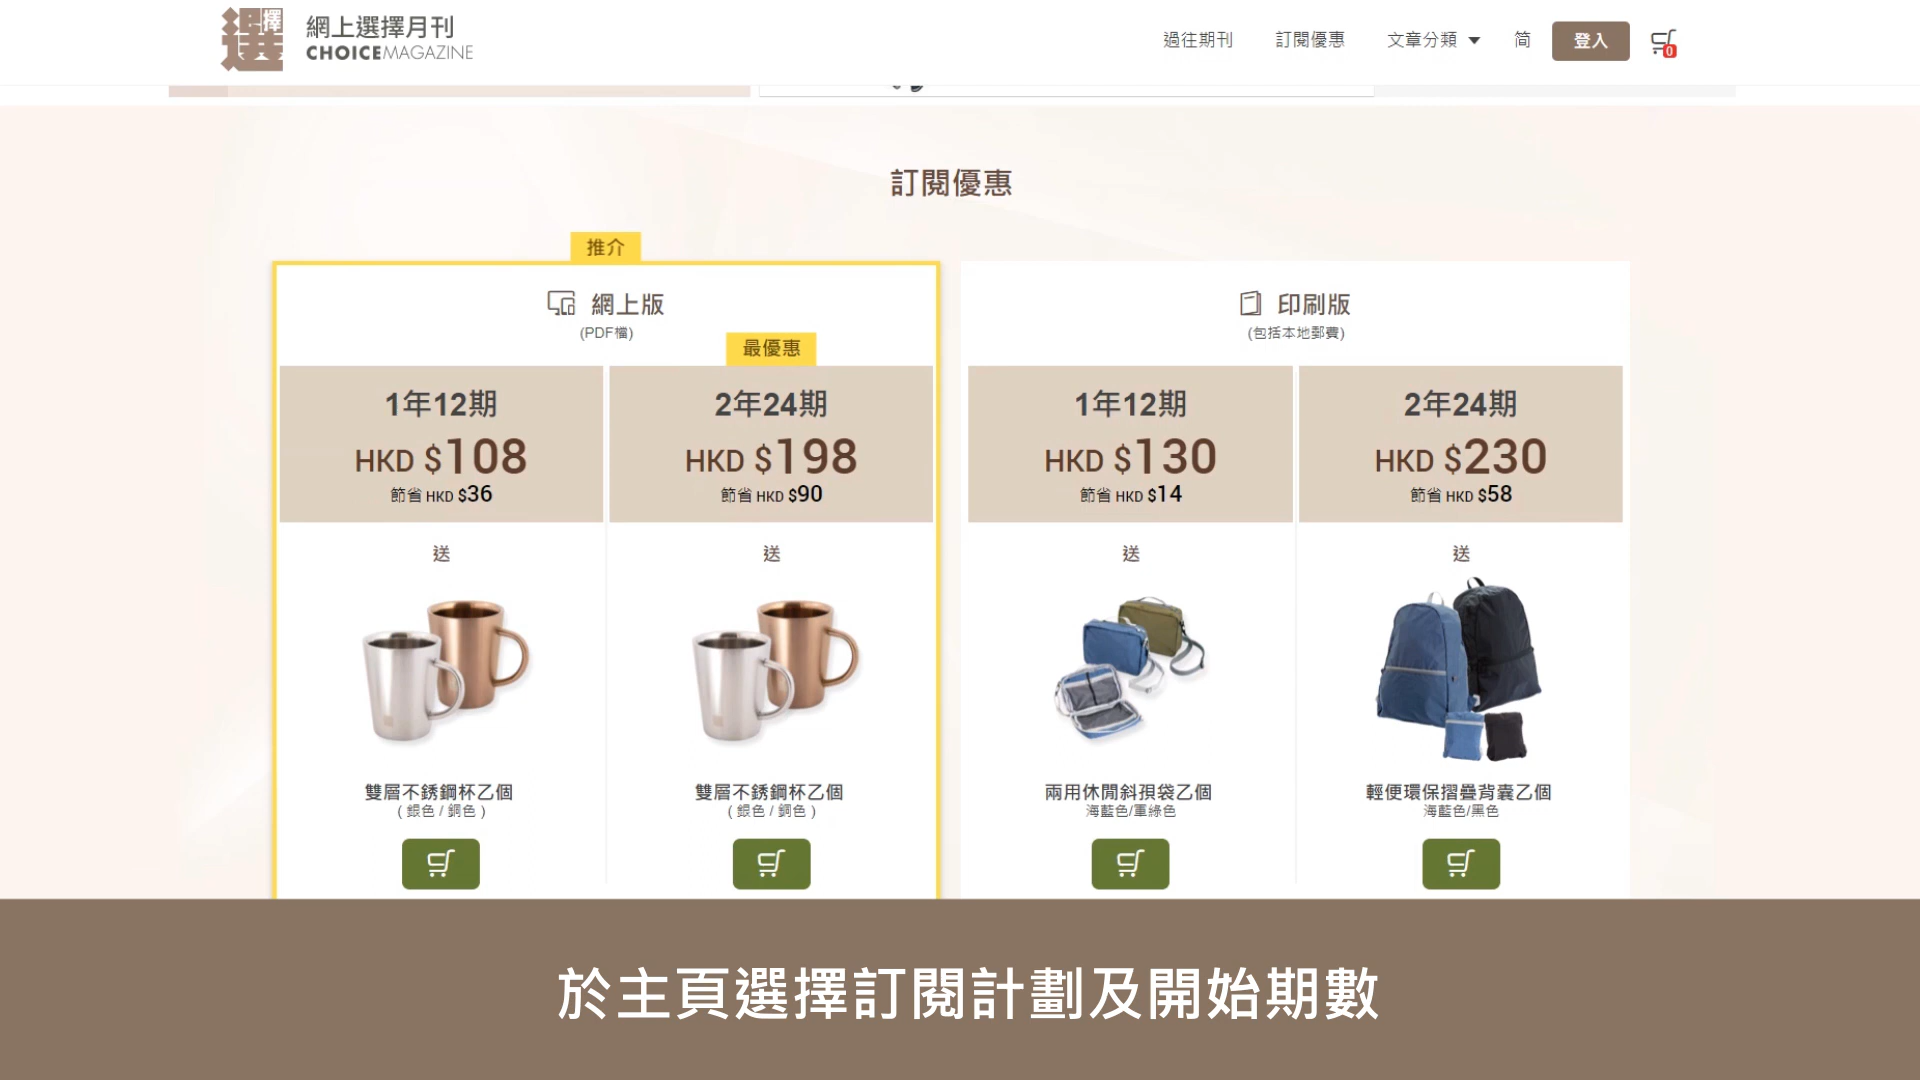 選擇
網上選擇月刊
CHOICEMAGAZINE
過往期刊
訂閱優惠
文章分類
简
登入
0
訂閱優惠
推介
網上版
(PDF檔)
最優惠
1年12期
HKD $108
節省 HKD $36
送
雙層不銹鋼杯乙個
( 銀色 / 銅色 )
2年24期
HKD $198
節省 HKD $90
送
雙層不銹鋼杯乙個
( 銀色 / 銅色 )
印刷版
(包括本地郵費)
1年12期
HKD $130
節省 HKD $14
送
兩用休閒斜孭袋乙個
海藍色/軍綠色
2年24期
HKD $230
節省 HKD $58
送
輕便環保摺疊背囊乙個
海藍色/黑色
於主頁選擇訂閱計劃及開始期數